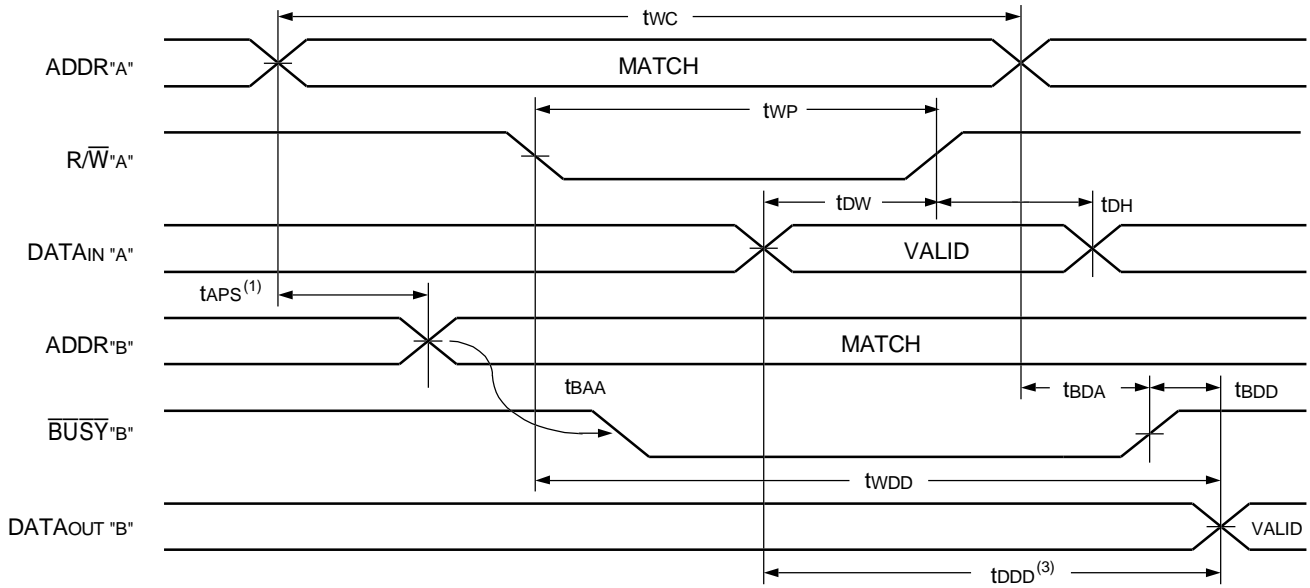 tWC
ADDR"A"
MATCH
tWP
R/W̅"A"
tDW
tDH
DATAIN "A"
VALID
tAPS(1)
ADDR"B"
MATCH
tBAA
tBDA
tBDD
B̅U̅S̅Y̅"B"
tWDD
DATAOUT "B"
VALID
tDDD(3)